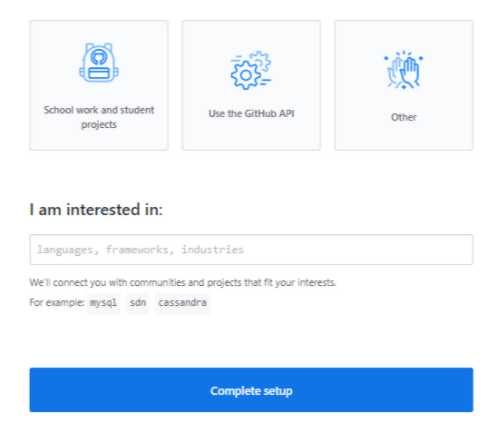 School work and student
projects
Use the GitHub API
Other
I am interested in:
languages, frameworks, industries
We'll connect you with communities and projects that fit your interests.
For example: mysql sdn cassandra
Complete setup